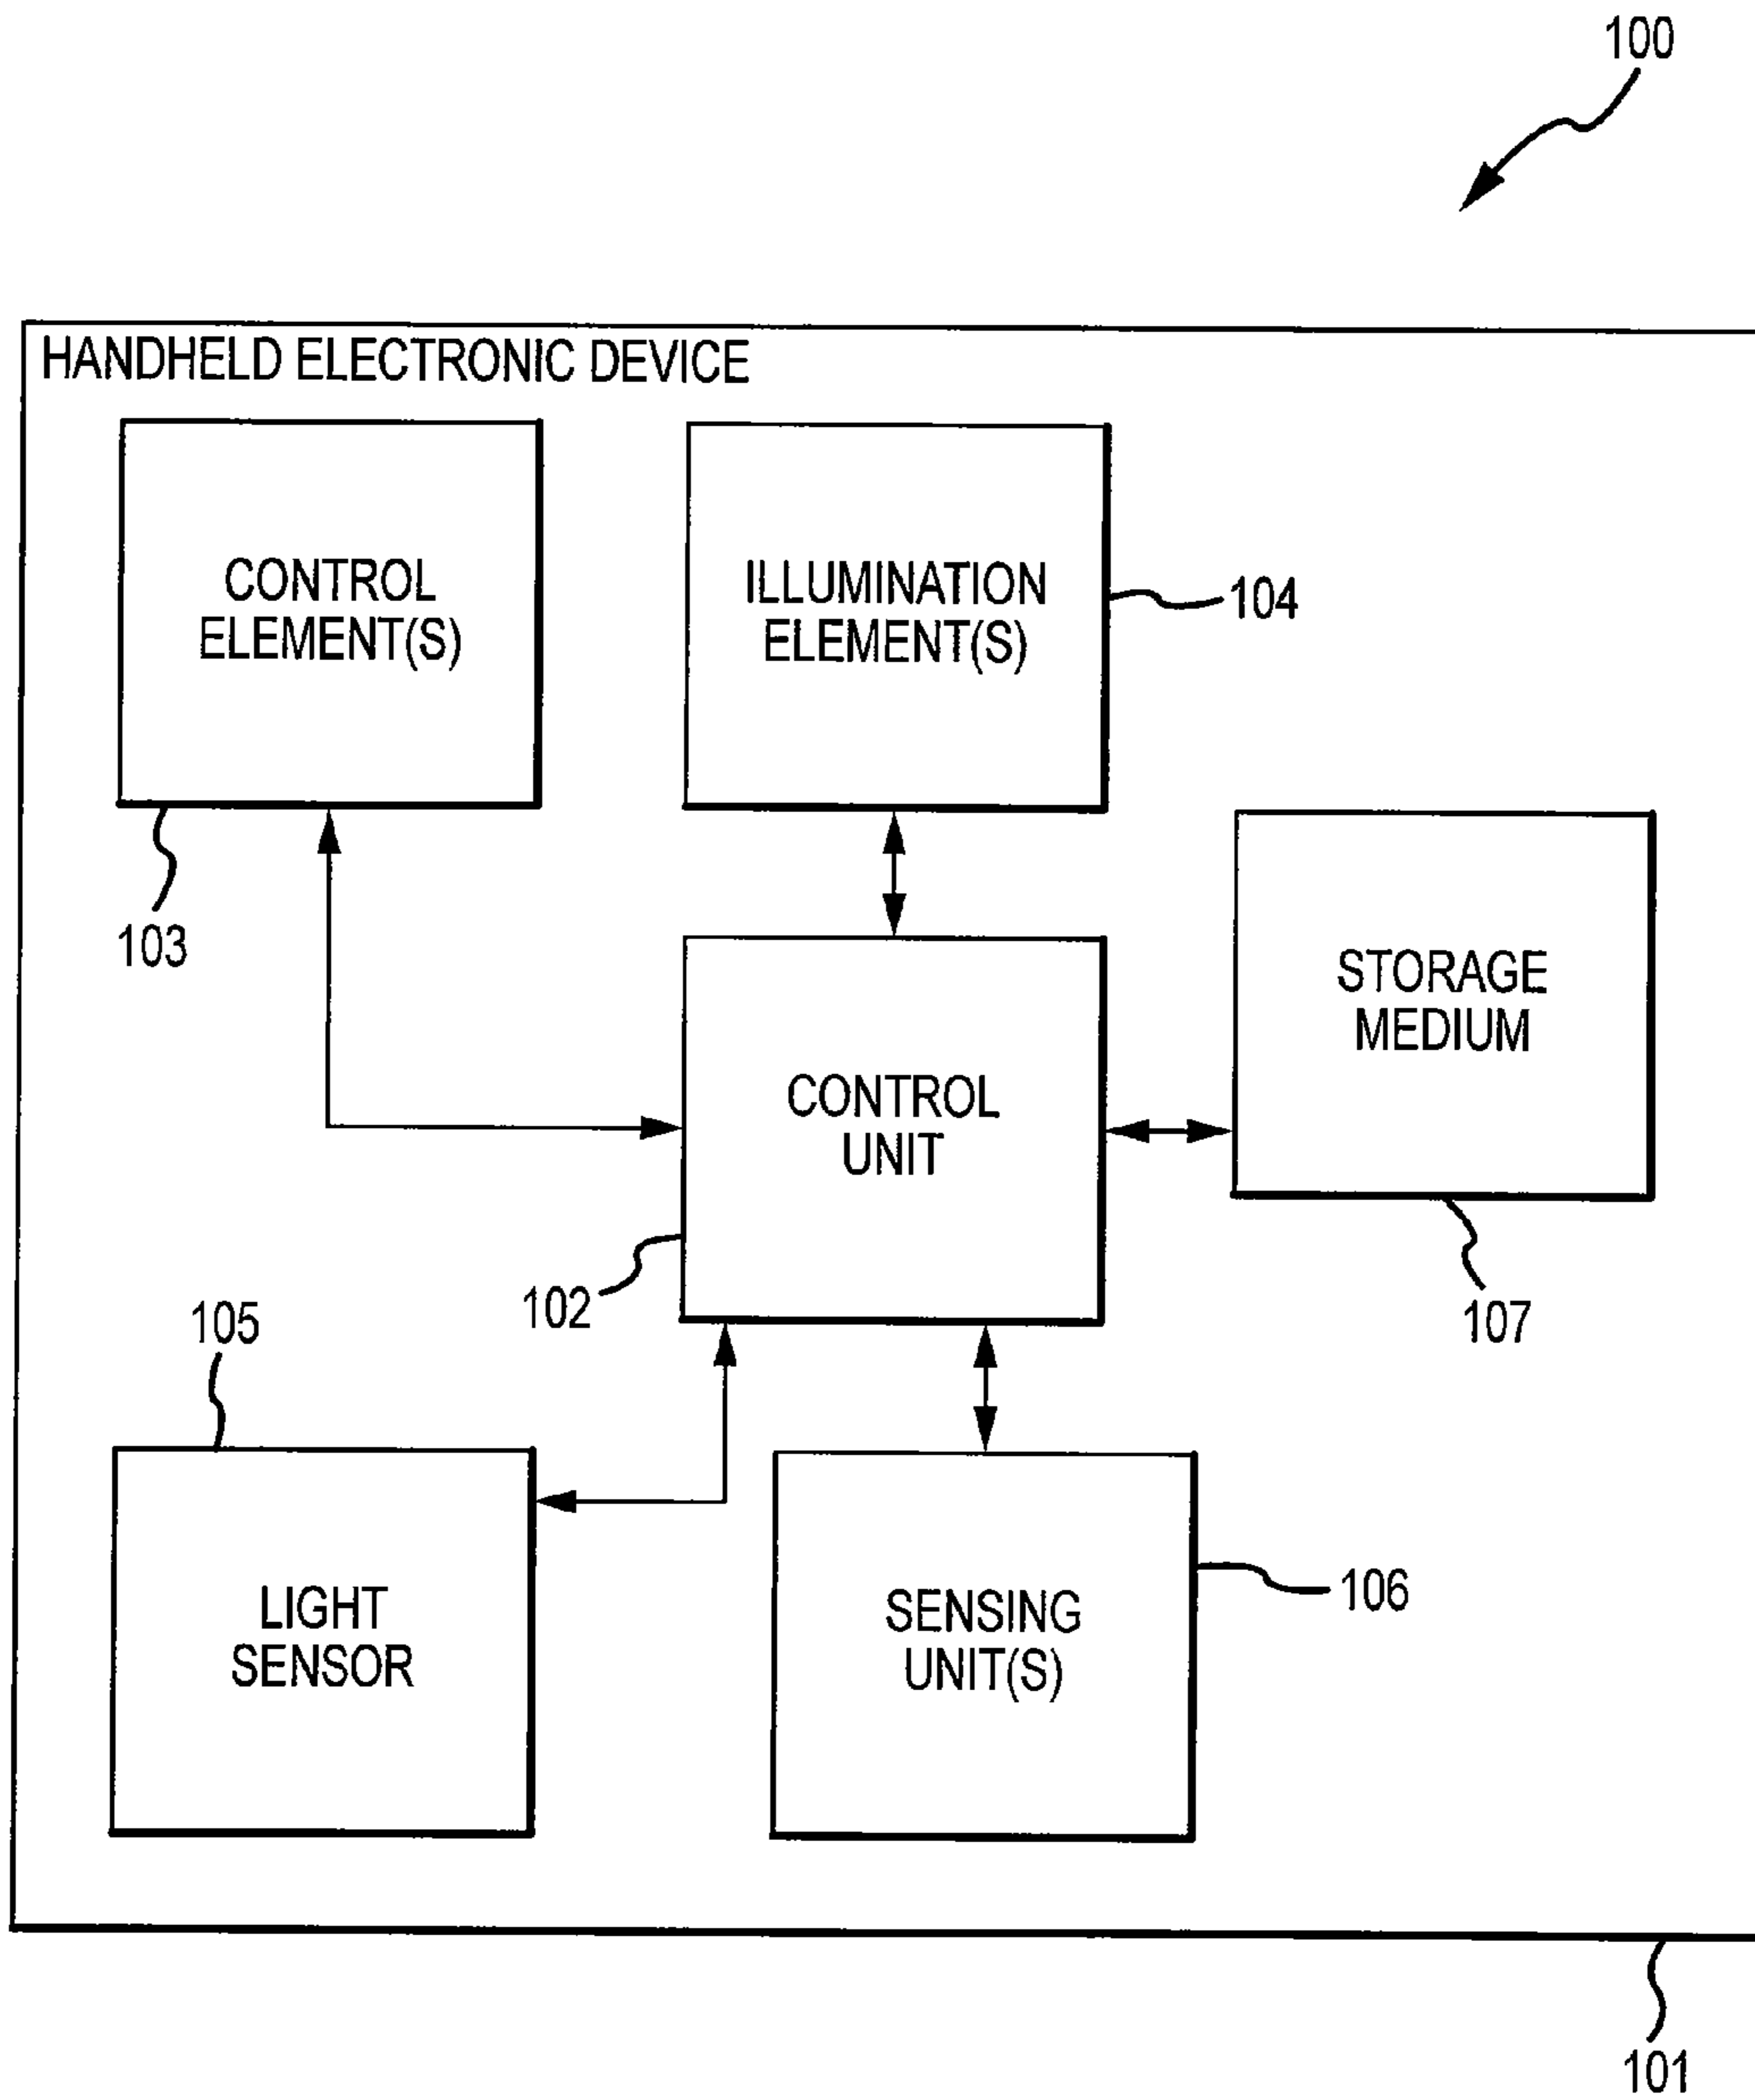 100
HANDHELD ELECTRONIC DEVICE
CONTROL
ELEMENT(S)
ILLUMINATION
ELEMENT(S)
104
103
STORAGE
MEDIUM
CONTROL
UNIT
102
107
105
LIGHT
SENSOR
SENSING
UNIT(S)
106
101